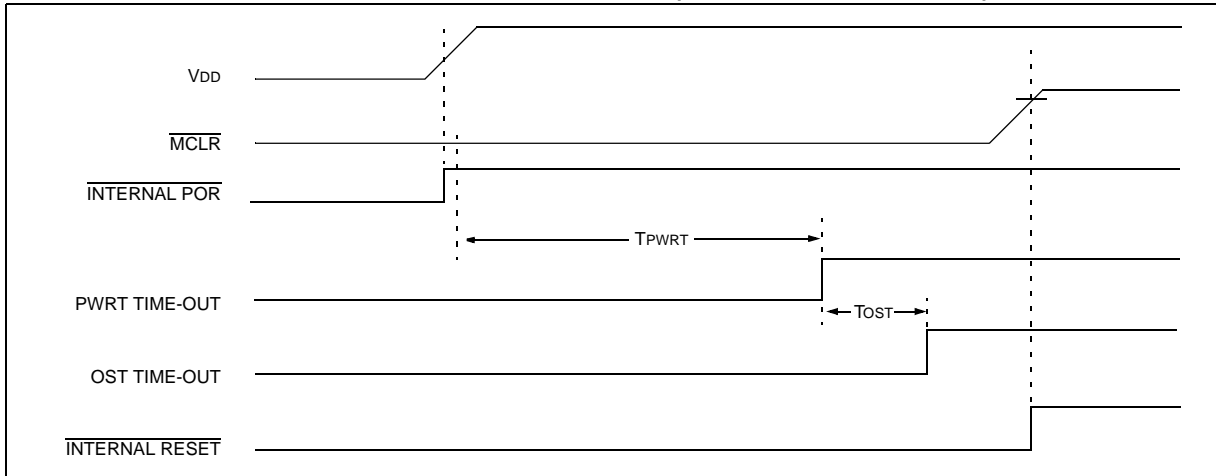 VDD
MCLR
INTERNAL POR
TPWRT
PWRT TIME-OUT
TOST
OST TIME-OUT
INTERNAL RESET